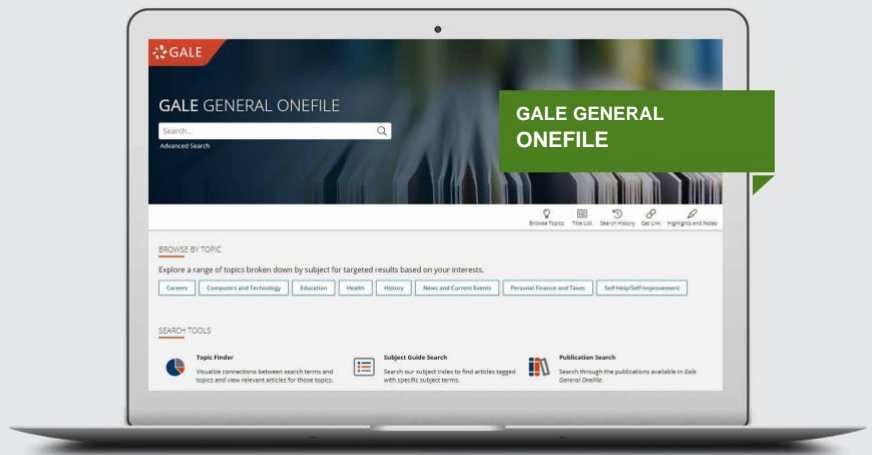 GALE
GALE GENERAL ONEFILE
Search...
Advanced Search
GALE GENERAL
ONEFILE
Browse Topics Title List Search History Get Link Highlights and Notes
BROWSE BY TOPIC
Explore a range of topics broken down by subject for targeted results based on your interests.
Careers Computers and Technology Education Health History News and Current Events Personal Finance and Taxes Self-Help/Self-Improvement
SEARCH TOOLS
Topic Finder
Visualize connections between search terms and
topics and view relevant articles for those topics.
Subject Guide Search
Search our subject index to find articles tagged
with specific subject terms.
Publication Search
Search through the publications available in Gale
General OneFile.